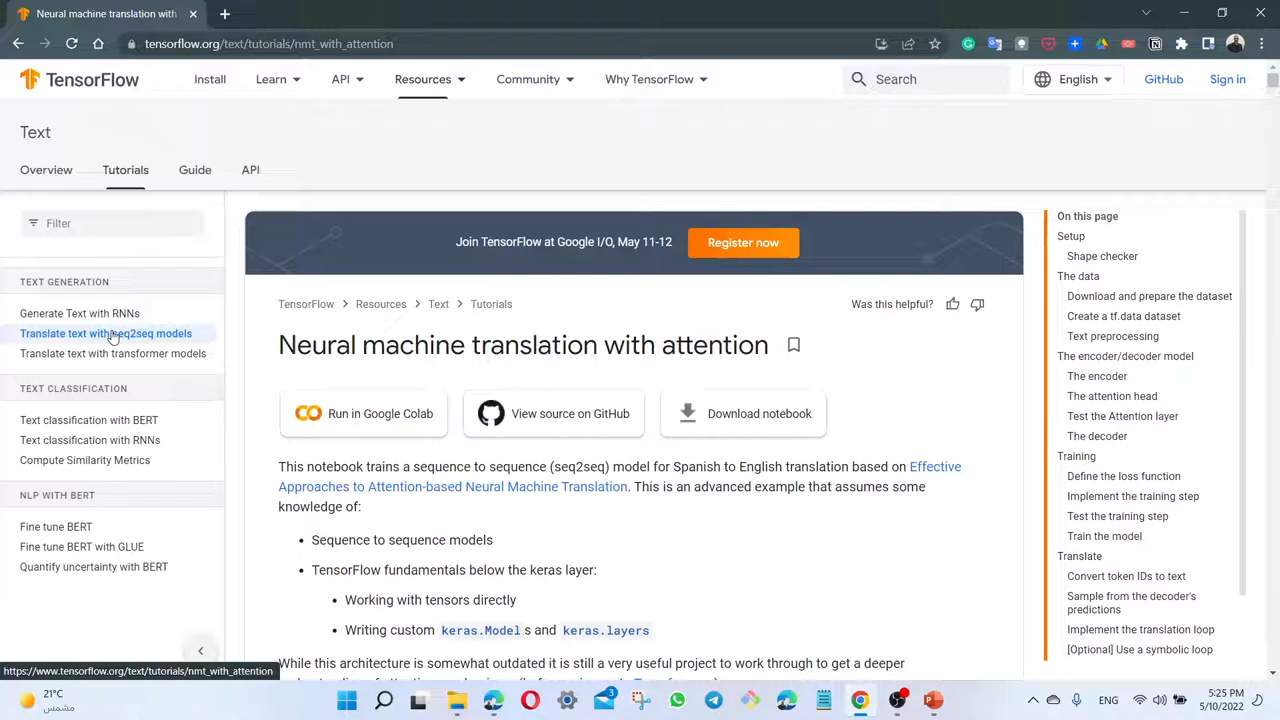 Neural machine translation with
tensorflow.org/text/tutorials/nmt_with_attention
TensorFlow
Install
Learn
API
Resources
Community
Why TensorFlow
Search
English
GitHub
Sign in
Text
Overview
Tutorials
Guide
API
Filter
TEXT GENERATION
Generate Text with RNNs
Translate text with seq2seq models
Translate text with transformer models
TEXT CLASSIFICATION
Text classification with BERT
Text classification with RNNs
Compute Similarity Metrics
NLP WITH BERT
Fine tune BERT
Fine tune BERT with GLUE
Quantify uncertainty with BERT
Join TensorFlow at Google I/O, May 11-12
Register now
TensorFlow > Resources > Text > Tutorials
Was this helpful?
Neural machine translation with attention
Run in Google Colab
View source on GitHub
Download notebook
This notebook trains a sequence to sequence (seq2seq) model for Spanish to English translation based on Effective
Approaches to Attention-based Neural Machine Translation. This is an advanced example that assumes some
knowledge of:
• Sequence to sequence models
• TensorFlow fundamentals below the keras layer:
• Working with tensors directly
• Writing custom keras.Model s and keras.layers
While this architecture is somewhat outdated it is still a very useful project to work through to get a deeper
On this page
Setup
Shape checker
The data
Download and prepare the dataset
Create a tf.data dataset
Text preprocessing
The encoder/decoder model
The encoder
The attention head
Test the Attention layer
The decoder
Training
Define the loss function
Implement the training step
Test the training step
Train the model
Translate
Convert token IDs to text
Sample from the decoder's
predictions
Implement the translation loop
[Optional] Use a symbolic loop
https://www.tensorflow.org/text/tutorials/nmt_with_attention
21°C
مشمس
3
ENG
5:25 PM
5/10/2022